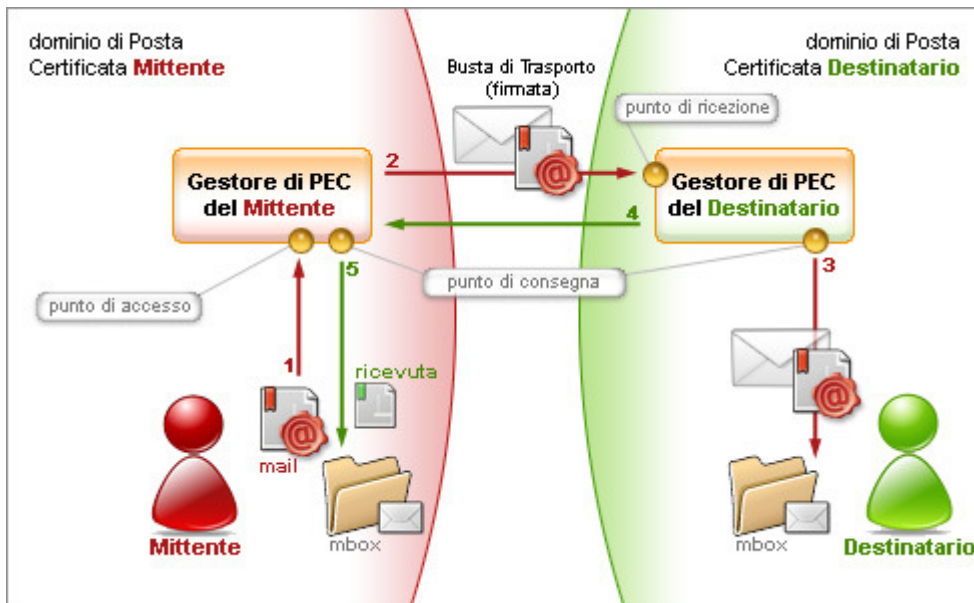 dominio di Posta
Certificata Mittente
Busta di Trasporto
(firmata)
dominio di Posta
Certificata Destinatario
punto di ricezione
2
Gestore di PEC
del Mittente
Gestore di PEC
del Destinatario
4
5
3
punto di consegna
punto di accesso
1
ricevuta
@
@
@
mail
mbox
mbox
Mittente
Destinatario